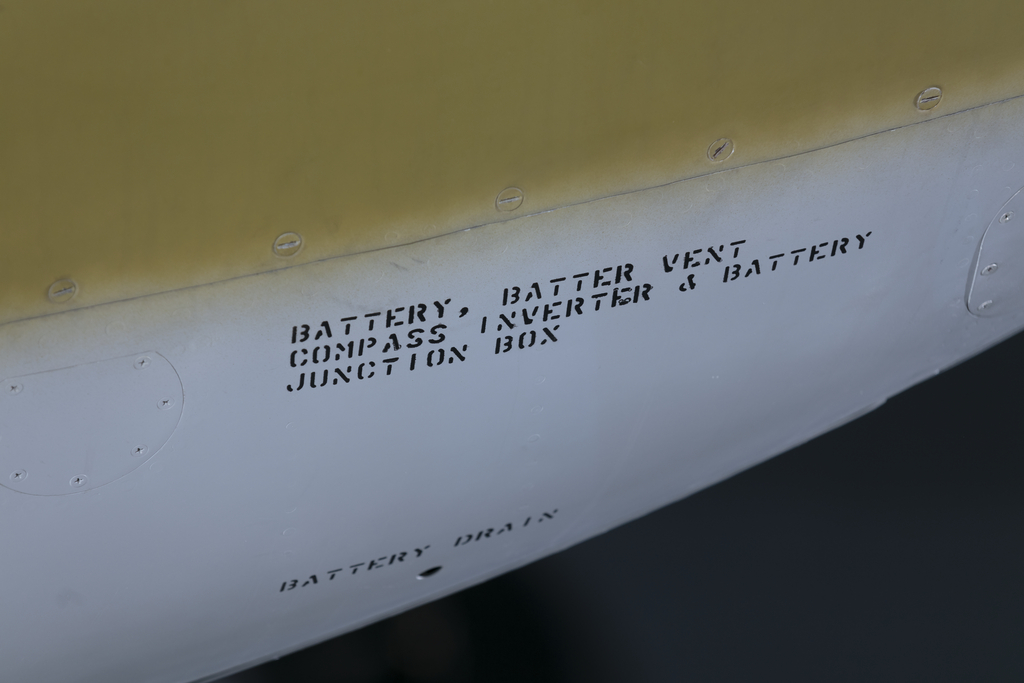 BATTERY, BATTER VENT
COMPASS INVERTER & BATTERY
JUNCTION BOX
BATTERY DRAIN